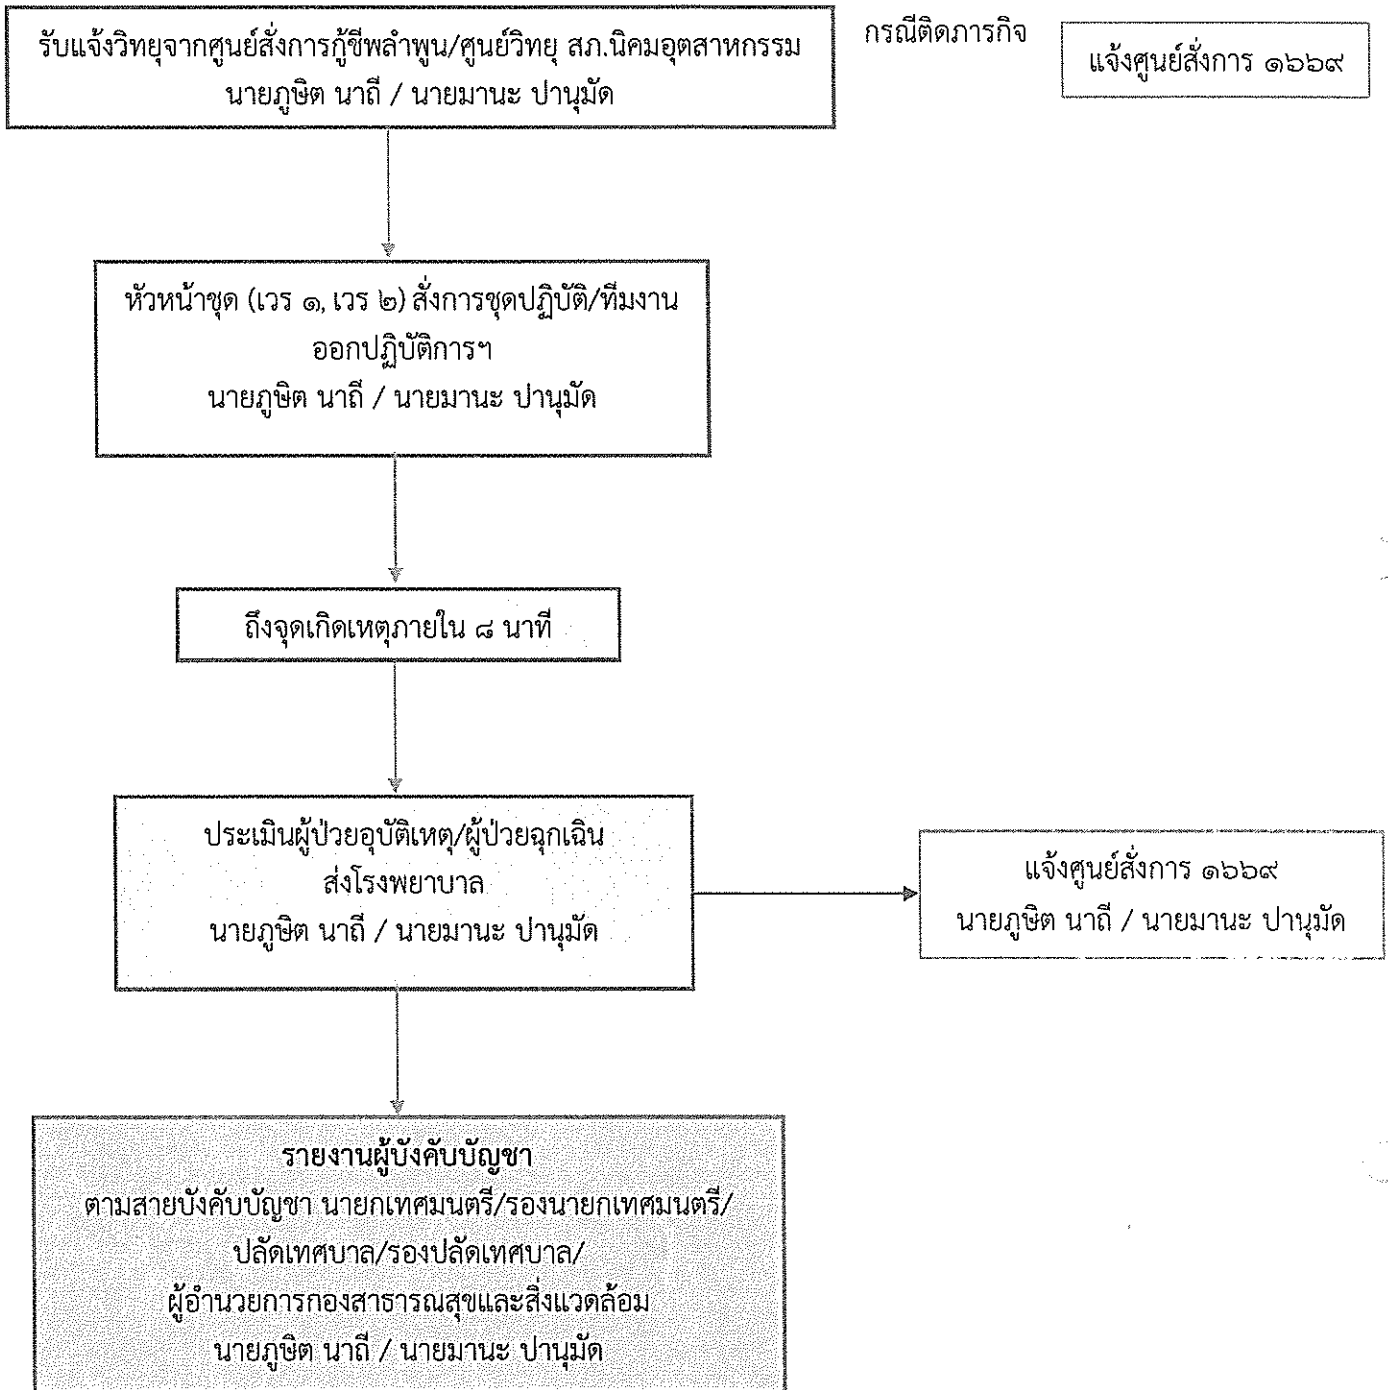 รับแจ้งวิทยุจากศูนย์สั่งการกู้ชีพลำพูน/ศูนย์วิทยุ สภ.นิคมอุตสาหกรรม
นายภูษิต นาถี / นายมานะ ปานุมัด
กรณีติดภารกิจ
แจ้งศูนย์สั่งการ ๑๖๖๙
หัวหน้าชุด (เวร ๑, เวร ๒) สั่งการชุดปฏิบัติ/ทีมงาน
ออกปฏิบัติการฯ
นายภูษิต นาถี / นายมานะ ปานุมัด
ถึงจุดเกิดเหตุภายใน ๘ นาที
ประเมินผู้ป่วยอุบัติเหตุ/ผู้ป่วยฉุกเฉิน
ส่งโรงพยาบาล
นายภูษิต นาถี / นายมานะ ปานุมัด
แจ้งศูนย์สั่งการ ๑๖๖๙
นายภูษิต นาถี / นายมานะ ปานุมัด
รายงานผู้บังคับบัญชา
ตามสายบังคับบัญชา นายกเทศมนตรี/รองนายกเทศมนตรี/
ปลัดเทศบาล/รองปลัดเทศบาล/
ผู้อำนวยการกองสาธารณสุขและสิ่งแวดล้อม
นายภูษิต นาถี / นายมานะ ปานุมัด